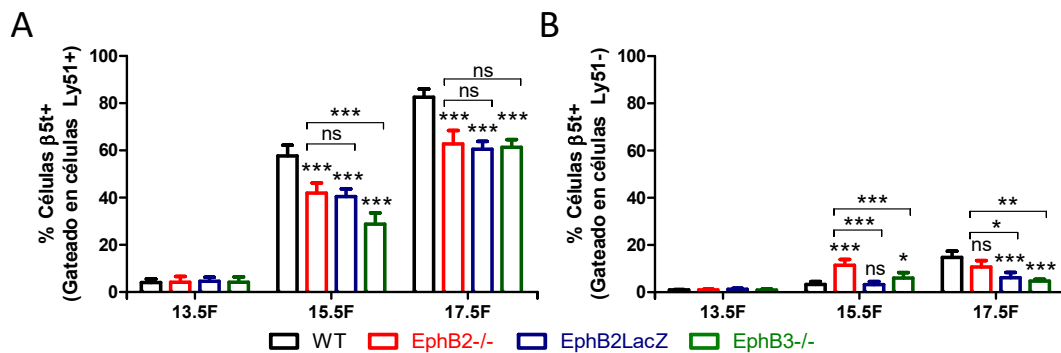 A
% Células β5t+
(Gateado en células Ly51+)
100
80
60
40
20
0
ns
ns
***
ns
*** *** ***
*** *** ***
13.5F 15.5F 17.5F
B
% Células β5t+
(Gateado en células Ly51-)
100
80
60
40
20
0
***
***
*** ns *
**
*
ns *** ***
13.5F 15.5F 17.5F
WT EphB2-/- EphB2LacZ EphB3-/-